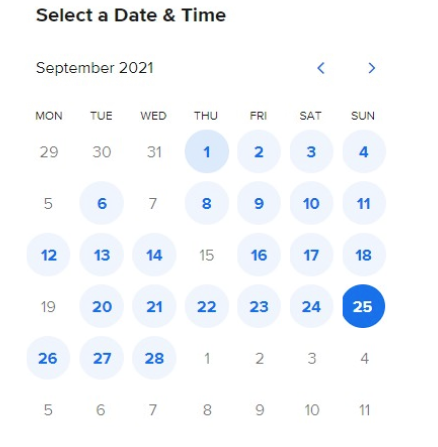 Select a Date & Time
September 2021
MON TUE WED THU FRI SAT SUN
29 30 31 1 2 3 4
5 6 7 8 9 10 11
12 13 14 15 16 17 18
19 20 21 22 23 24 25
26 27 28 1 2 3 4
5 6 7 8 9 10 11